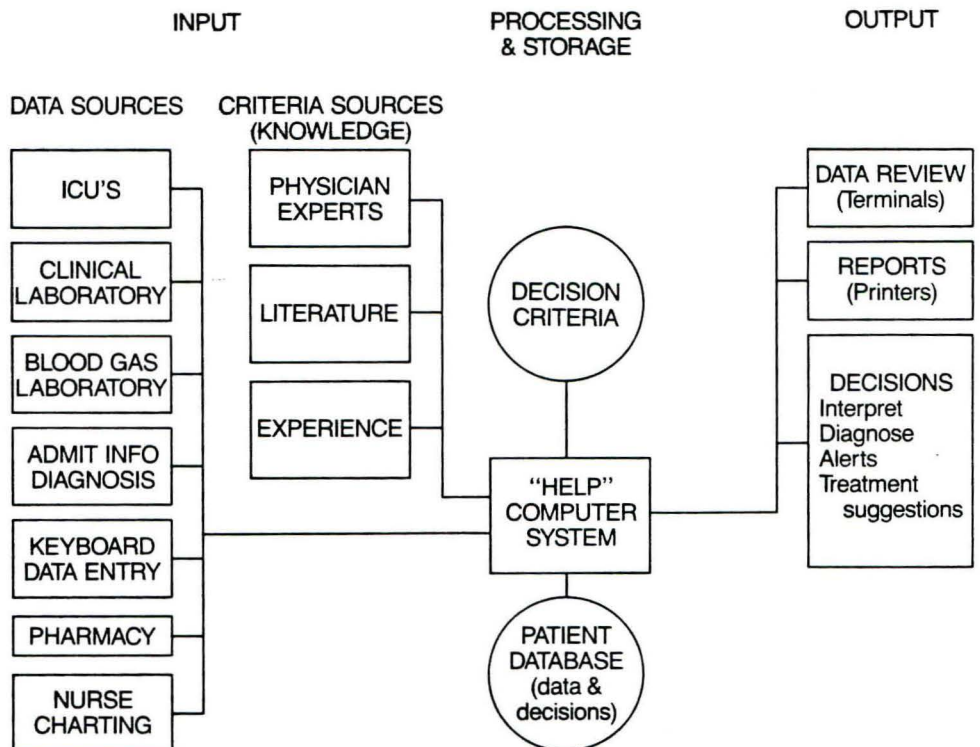 INPUT
PROCESSING
& STORAGE
OUTPUT
DATA SOURCES
CRITERIA SOURCES
(KNOWLEDGE)
ICU'S
CLINICAL
LABORATORY
BLOOD GAS
LABORATORY
ADMIT INFO
DIAGNOSIS
KEYBOARD
DATA ENTRY
PHARMACY
NURSE
CHARTING
PHYSICIAN
EXPERTS
LITERATURE
EXPERIENCE
DECISION
CRITERIA
"HELP"
COMPUTER
SYSTEM
PATIENT
DATABASE
(data &
decisions)
DATA REVIEW
(Terminals)
REPORTS
(Printers)
DECISIONS
Interpret
Diagnose
Alerts
Treatment
suggestions